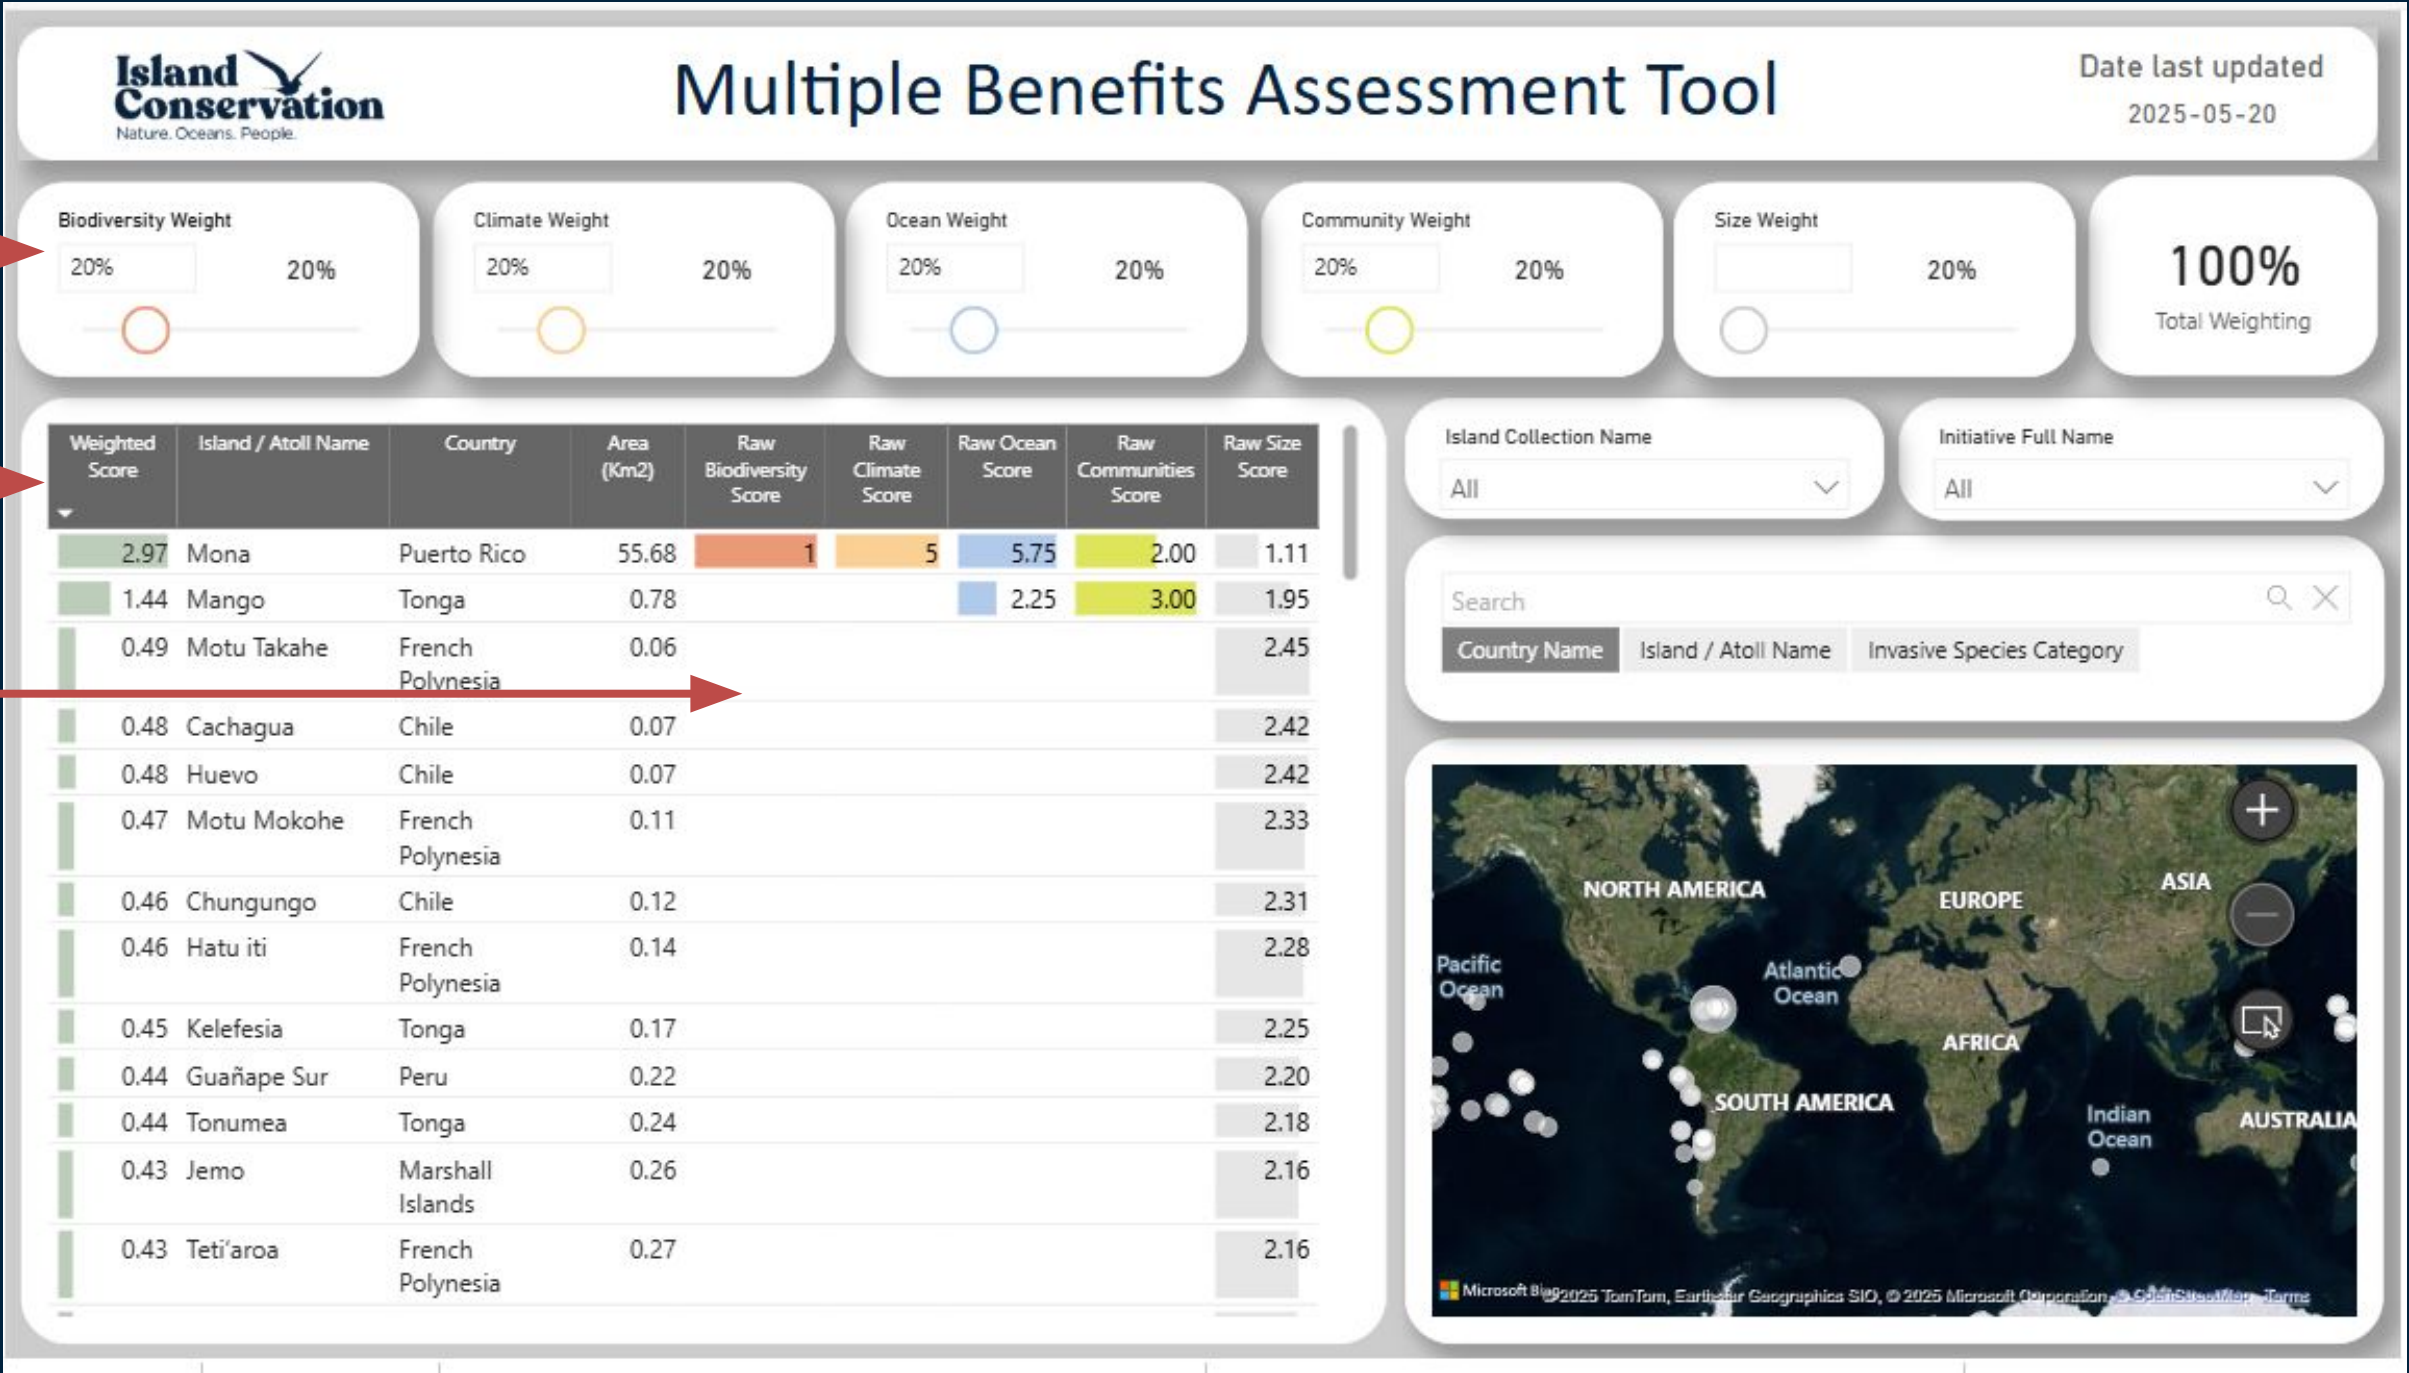 Island
Conservation
Nature. Oceans. People.
Multiple Benefits Assessment Tool
Date last updated
2025-05-20
Biodiversity Weight
20% 20%
Climate Weight
20% 20%
Ocean Weight
20% 20%
Community Weight
20% 20%
Size Weight
20%
100%
Total Weighting
Weighted Score Island / Atoll Name Country Area (Km2) Raw Biodiversity Score Raw Climate Score Raw Ocean Score Raw Communities Score Raw Size Score
2.97 Mona Puerto Rico 55.68 1 5 5.75 2.00 1.11
1.44 Mango Tonga 0.78 2.25 3.00 1.95
0.49 Motu Takahe French Polynesia 0.06 2.45
0.48 Cachagua Chile 0.07 2.42
0.48 Huevo Chile 0.07 2.42
0.47 Motu Mokohe French Polynesia 0.11 2.33
0.46 Chungungo Chile 0.12 2.31
0.46 Hatu iti French Polynesia 0.14 2.28
0.45 Kelefesia Tonga 0.17 2.25
0.44 Guañape Sur Peru 0.22 2.20
0.44 Tonumea Tonga 0.24 2.18
0.43 Jemo Marshall Islands 0.26 2.16
0.43 Teti'aroa French Polynesia 0.27 2.16
Island Collection Name
All
Initiative Full Name
All
Search
Country Name Island / Atoll Name Invasive Species Category
NORTH AMERICA
EUROPE
ASIA
Pacific
Ocean
Atlantic
Ocean
AFRICA
SOUTH AMERICA
Indian
Ocean
AUSTRALIA
Microsoft Bing
©2025 TomTom, Earthstar Geographics SIO, © 2025 Microsoft Corporation, © OpenStreetMap Terms